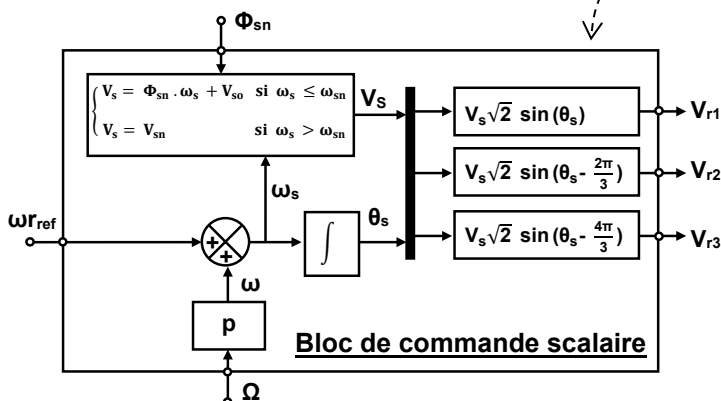 Φsn
Vs = Φsn . ωs + Vso si ωs ≤ ωsn
Vs = Vsn si ωs > ωsn
VS
Vs√2 sin (θs)
Vr1
Vs√2 sin (θs- 2π/3)
Vr2
ωs
ωrref
θs
∫
Vs√2 sin (θs- 4π/3)
Vr3
+ + +
ω
p
Bloc de commande scalaire
Ω